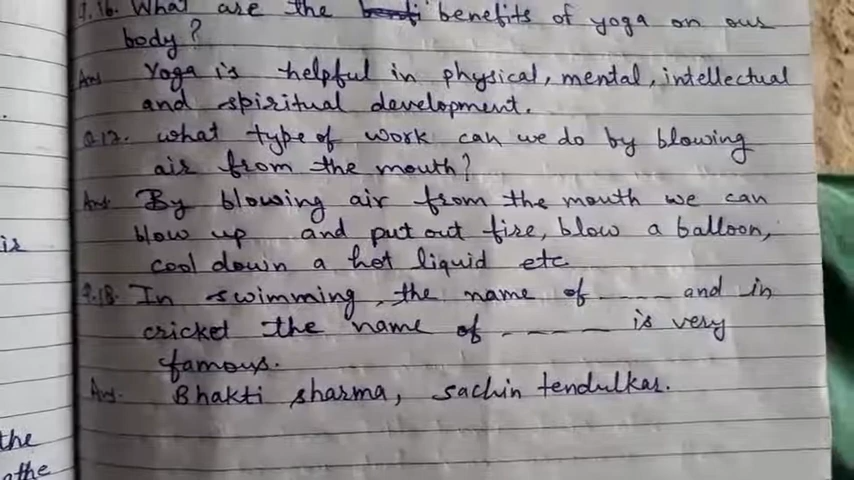 Q.16. What are the benefits of yoga on our
body?
Ans Yoga is helpful in physical, mental, intellectual
and spiritual development.
Q.17. what type of work can we do by blowing
air from the mouth?
Ans By blowing air from the mouth we can
blow up and put out fire, blow a balloon,
cool down a hot liquid etc.
Q.18. In swimming, the name of ----- and in
cricket the name of ------ is very
famous.
Ans. Bhakti sharma, sachin tendulkar.
is
the
the